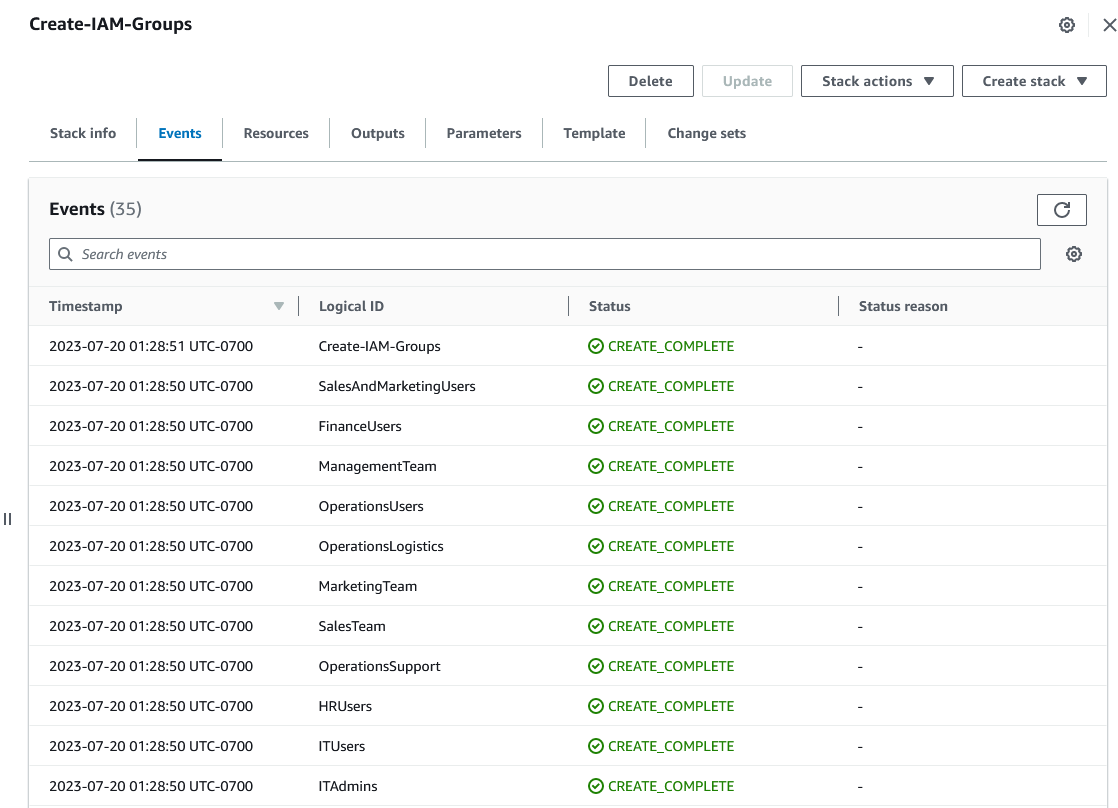 Create-IAM-Groups
Delete Update Stack actions Create stack
Stack info Events Resources Outputs Parameters Template Change sets
Events (35)
Search events
Timestamp Logical ID Status Status reason
2023-07-20 01:28:51 UTC-0700 Create-IAM-Groups CREATE_COMPLETE -
2023-07-20 01:28:50 UTC-0700 SalesAndMarketingUsers CREATE_COMPLETE -
2023-07-20 01:28:50 UTC-0700 FinanceUsers CREATE_COMPLETE -
2023-07-20 01:28:50 UTC-0700 ManagementTeam CREATE_COMPLETE -
2023-07-20 01:28:50 UTC-0700 OperationsUsers CREATE_COMPLETE -
2023-07-20 01:28:50 UTC-0700 OperationsLogistics CREATE_COMPLETE -
2023-07-20 01:28:50 UTC-0700 MarketingTeam CREATE_COMPLETE -
2023-07-20 01:28:50 UTC-0700 SalesTeam CREATE_COMPLETE -
2023-07-20 01:28:50 UTC-0700 OperationsSupport CREATE_COMPLETE -
2023-07-20 01:28:50 UTC-0700 HRUsers CREATE_COMPLETE -
2023-07-20 01:28:50 UTC-0700 ITUsers CREATE_COMPLETE -
2023-07-20 01:28:50 UTC-0700 ITAdmins CREATE_COMPLETE -